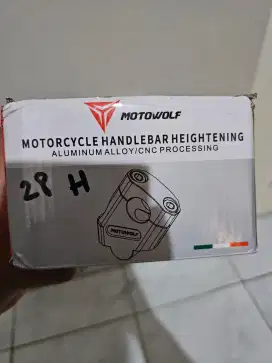 MOTOWOLF
MOTORCYCLE HANDLEBAR HEIGHTENING
ALUMINUM ALLOY/CNC PROCESSING
28 H
MOTOWOLF